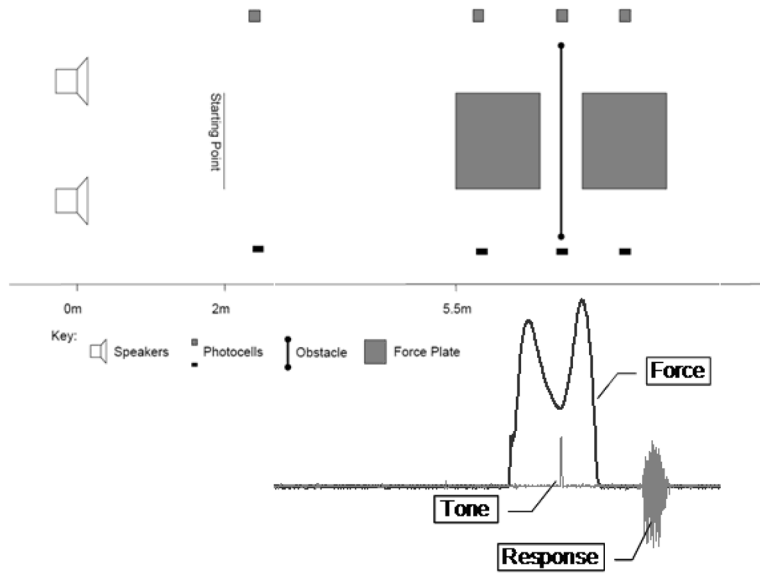 Starting Point
0m 2m 5.5m
Key:
Speakers Photocells Obstacle Force Plate
Force
Tone
Response